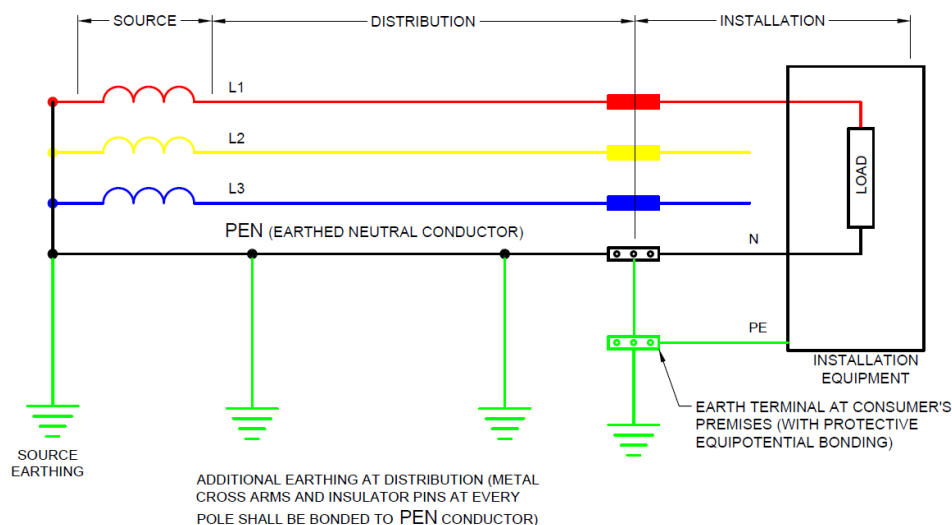 SOURCE
DISTRIBUTION
INSTALLATION
L1
L2
L3
PEN (EARTHED NEUTRAL CONDUCTOR)
N
LOAD
PE
INSTALLATION
EQUIPMENT
EARTH TERMINAL AT CONSUMER'S
PREMISES (WITH PROTECTIVE
EQUIPOTENTIAL BONDING)
SOURCE
EARTHING
ADDITIONAL EARTHING AT DISTRIBUTION (METAL
CROSS ARMS AND INSULATOR PINS AT EVERY
POLE SHALL BE BONDED TO PEN CONDUCTOR)